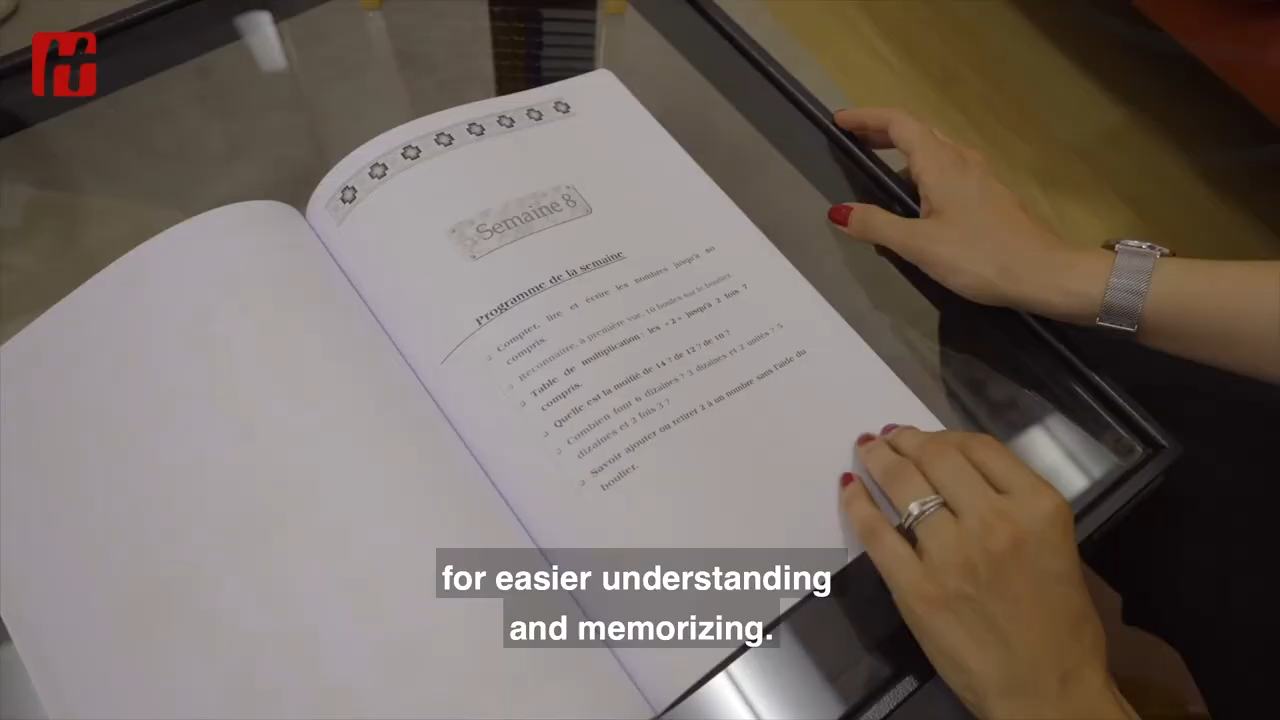 Semaine 8
Programme de la semaine
Compter, lire et écrire les nombres jusqu'à 80
compris.
Reconnaître, à première vue, 10 boules sur le boulier.
Table de multiplication : les « 2 » jusqu'à 2 fois 7
compris.
Quelle est la moitié de 14 ? de 12 ? de 10 ?
Combien font 6 dizaines ? 3 dizaines et 2 unités ? 5
dizaines et 2 fois 3 ?
Savoir ajouter ou retirer 2 à un nombre sans l'aide du
boulier.
for easier understanding
and memorizing.